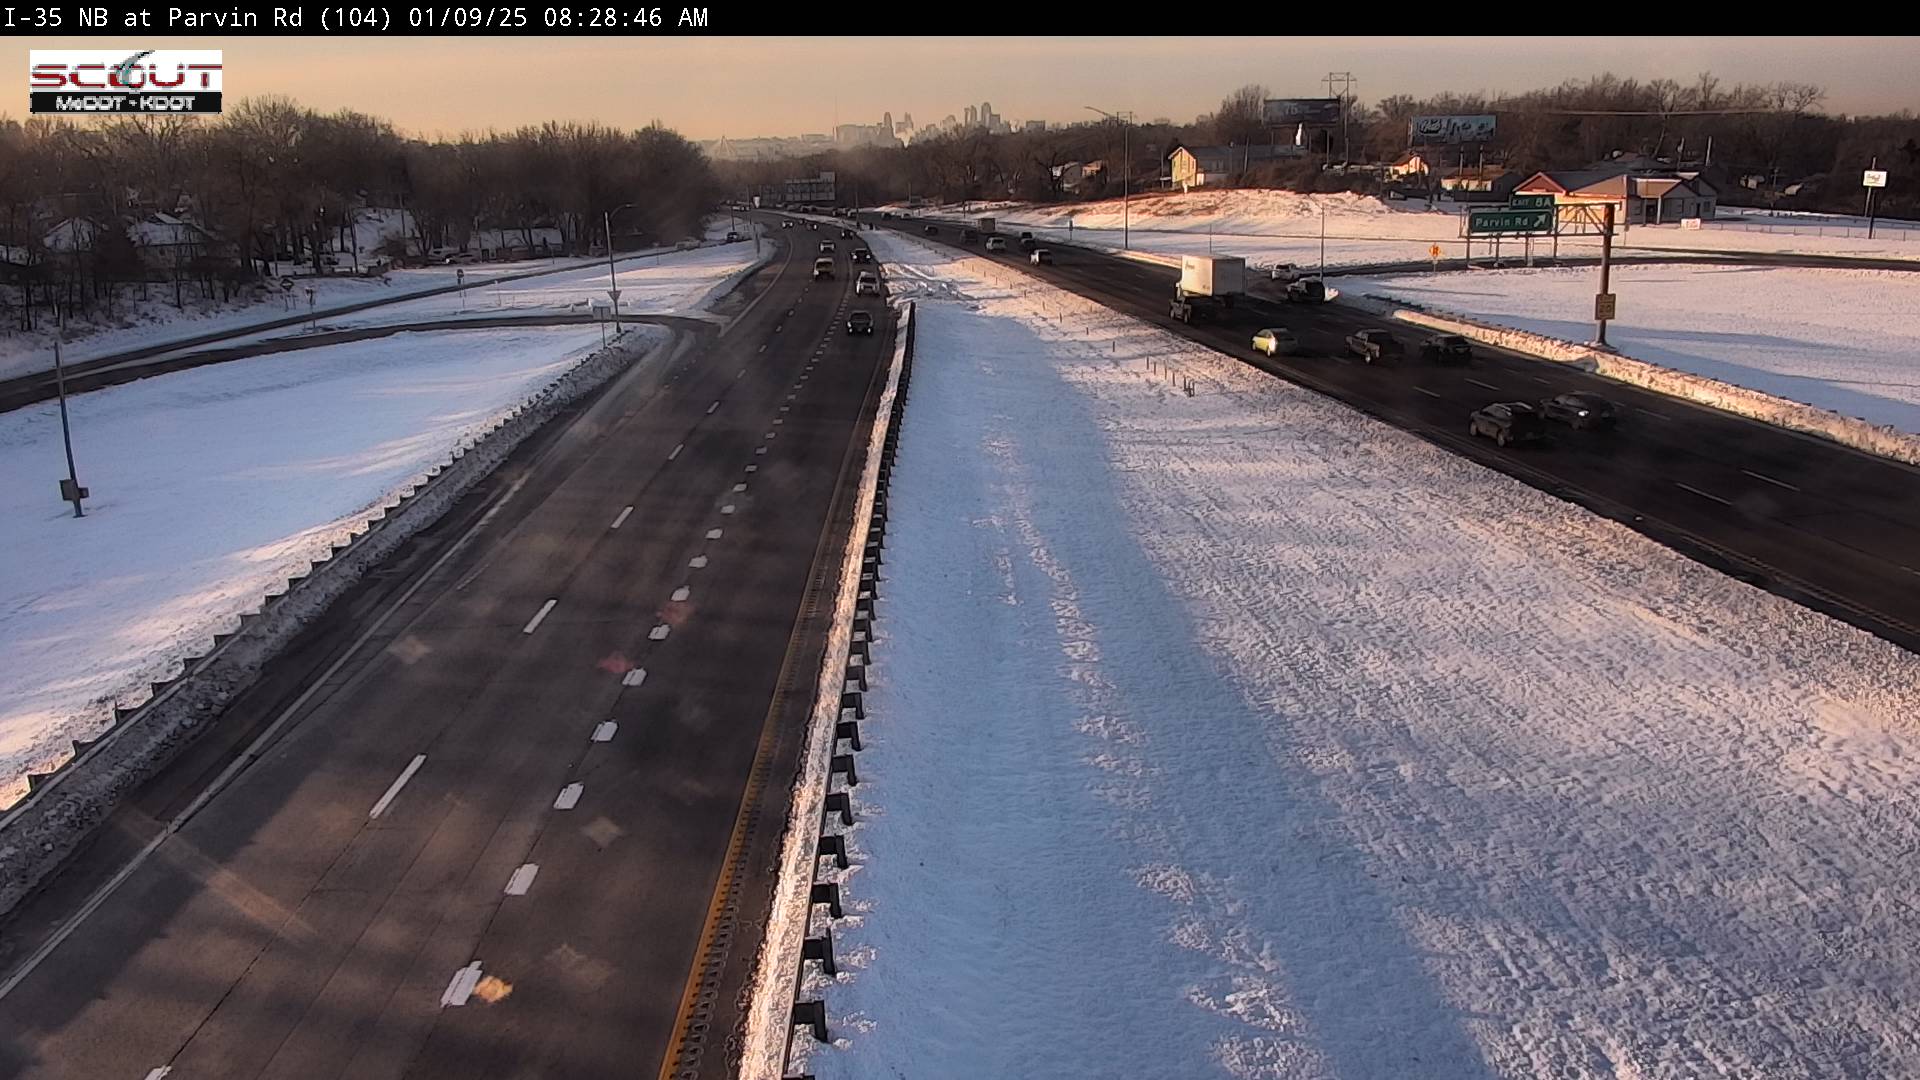 I-35 NB at Parvin Rd (104) 01/09/25 08:28:46 AM
SCOUT
MoDOT - KDOT
EXIT 8A
Parvin Rd